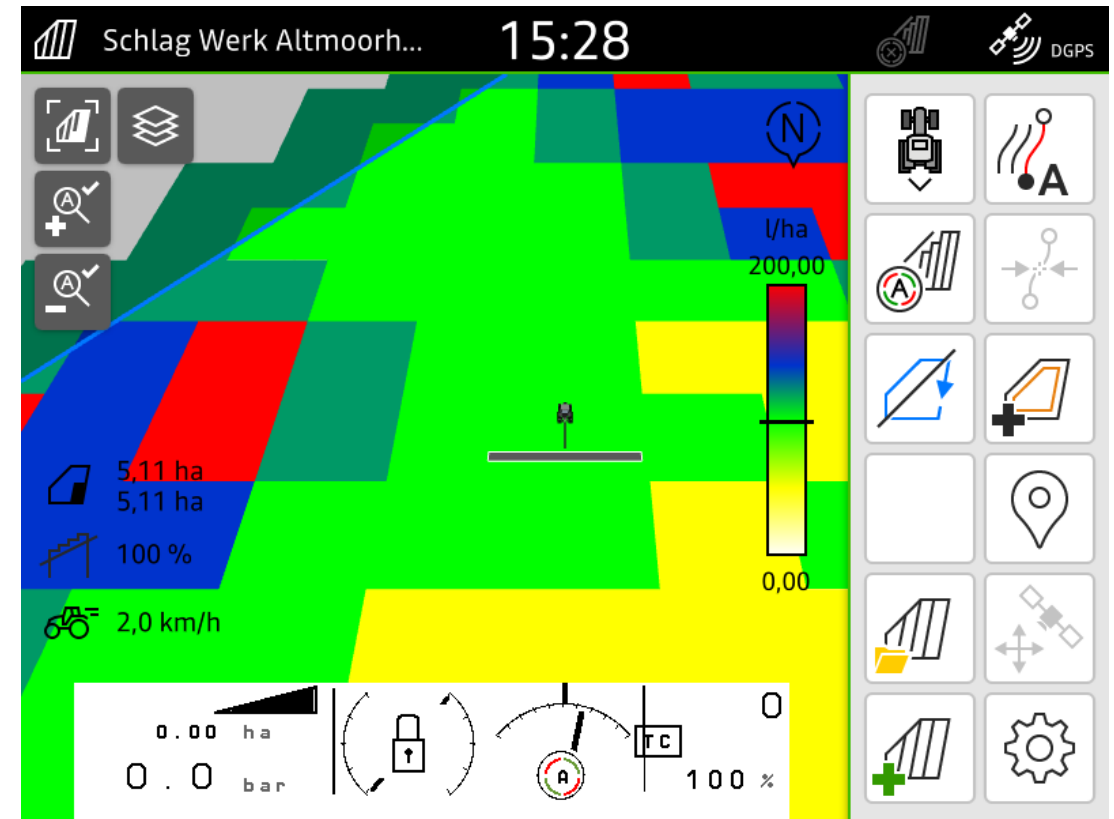 Schlag Werk Altmoorh...
15:28
DGPS
A
A
A
N
l/ha
200,00
0,00
A
A
5,11 ha
5,11 ha
100 %
2,0 km/h
0.00 ha
0.0 bar
A
TC
0
100 %